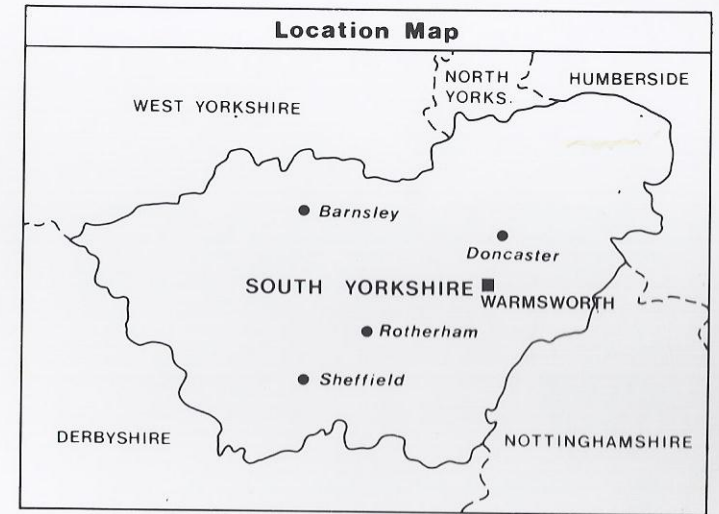 Location Map
NORTH
YORKS.
HUMBERSIDE
WEST YORKSHIRE
Barnsley
Doncaster
SOUTH YORKSHIRE
WARMSWORTH
Rotherham
Sheffield
DERBYSHIRE
NOTTINGHAMSHIRE